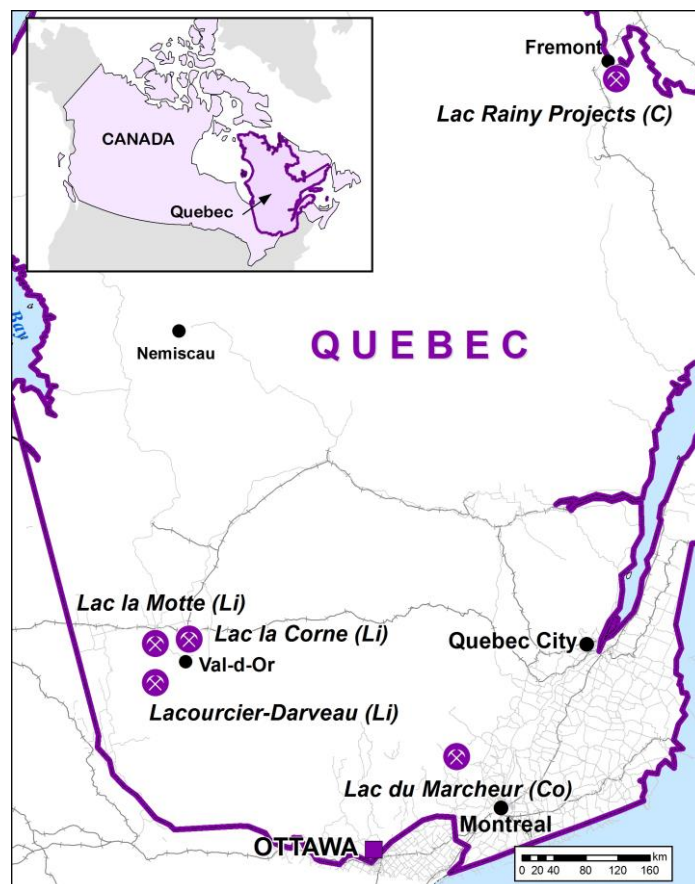 CANADA
Quebec
Fremont
Lac Rainy Projects (C)
Bay
Nemiscau
QUEBEC
Lac la Motte (Li)
Lac la Corne (Li)
Val-d-Or
Lacourcier-Darveau (Li)
Quebec City
Lac du Marcheur (Co)
Montreal
OTTAWA
0 20 40 80 120 160
km